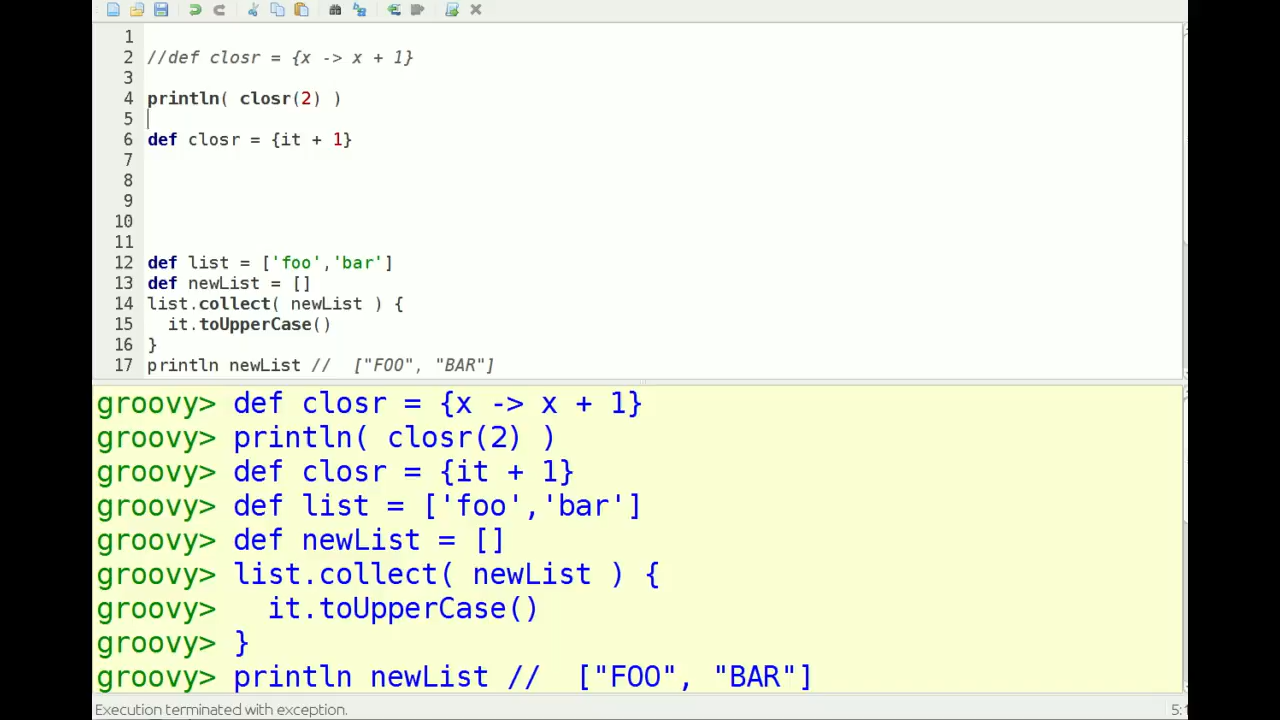 1
2 //def closr = {x -> x + 1}
3
4 println( closr(2) )
5
6 def closr = {it + 1}
7
8
9
10
11
12 def list = ['foo','bar']
13 def newList = []
14 list.collect( newList ) {
15   it.toUpperCase()
16 }
17 println newList //  ["FOO", "BAR"]
groovy> def closr = {x -> x + 1}
groovy> println( closr(2) )
groovy> def closr = {it + 1}
groovy> def list = ['foo','bar']
groovy> def newList = []
groovy> list.collect( newList ) {
groovy>   it.toUpperCase()
groovy> }
groovy> println newList //  ["FOO", "BAR"]
Execution terminated with exception.